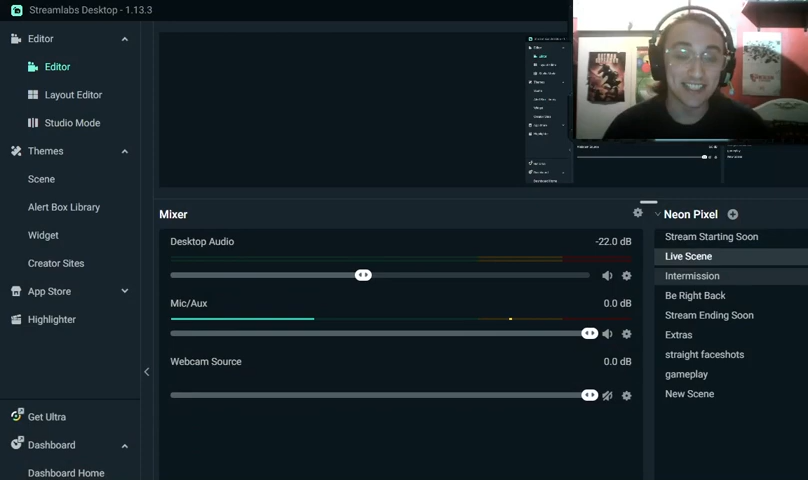 Streamlabs Desktop - 1.13.3
Editor
Editor
Layout Editor
Studio Mode
Themes
Scene
Alert Box Library
Widget
Creator Sites
App Store
Highlighter
Get Ultra
Dashboard
Dashboard Home
Mixer
Desktop Audio
-22.0 dB
Mic/Aux
0.0 dB
Webcam Source
0.0 dB
Neon Pixel
Stream Starting Soon
Live Scene
Intermission
Be Right Back
Stream Ending Soon
Extras
straight faceshots
gameplay
New Scene